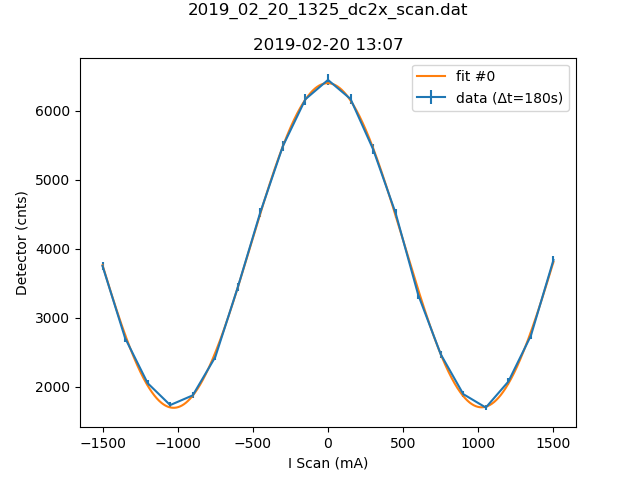 2019_02_20_1325_dc2x_scan.dat
2019-02-20 13:07
fit #0
data (Δt=180s)
Detector (cnts)
6000
5000
4000
3000
2000
−1500 −1000 −500 0 500 1000 1500
I Scan (mA)